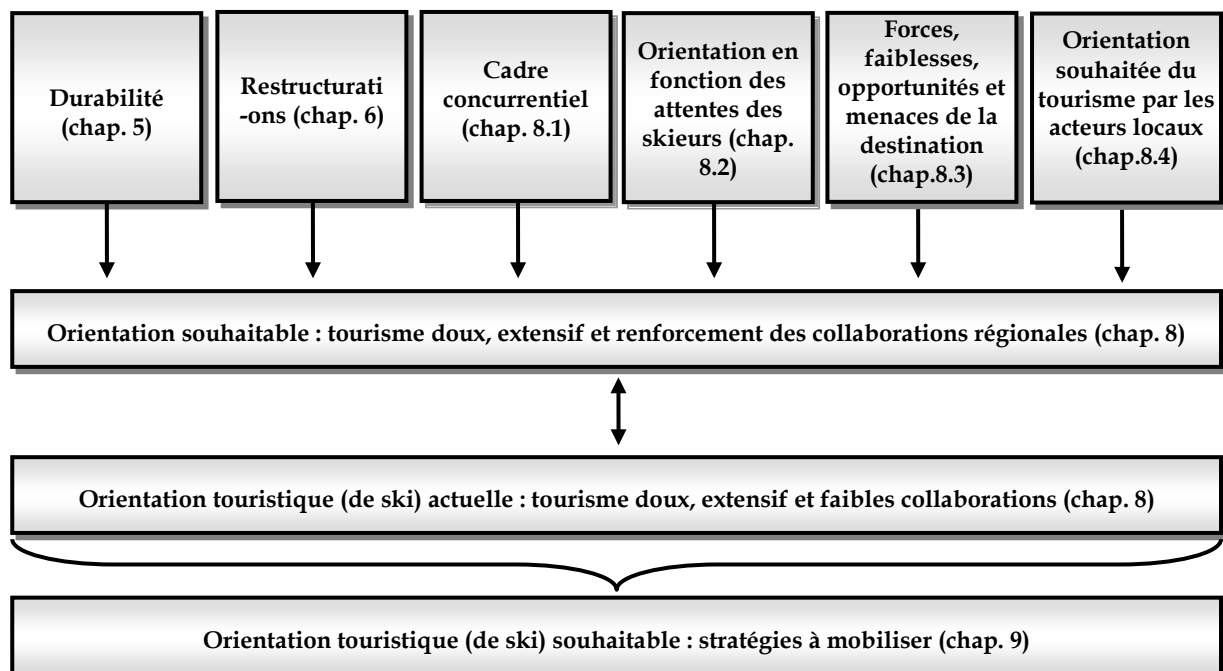 Durabilité
(chap. 5)
Restructurati
-ons (chap. 6)
Cadre
concurrentiel
(chap. 8.1)
Orientation en
fonction des
attentes des
skieurs (chap.
8.2)
Forces,
faiblesses,
opportunités et
menaces de la
destination
(chap.8.3)
Orientation
souhaitée du
tourisme par les
acteurs locaux
(chap.8.4)
Orientation souhaitable : tourisme doux, extensif et renforcement des collaborations régionales (chap. 8)
Orientation touristique (de ski) actuelle : tourisme doux, extensif et faibles collaborations (chap. 8)
Orientation touristique (de ski) souhaitable : stratégies à mobiliser (chap. 9)